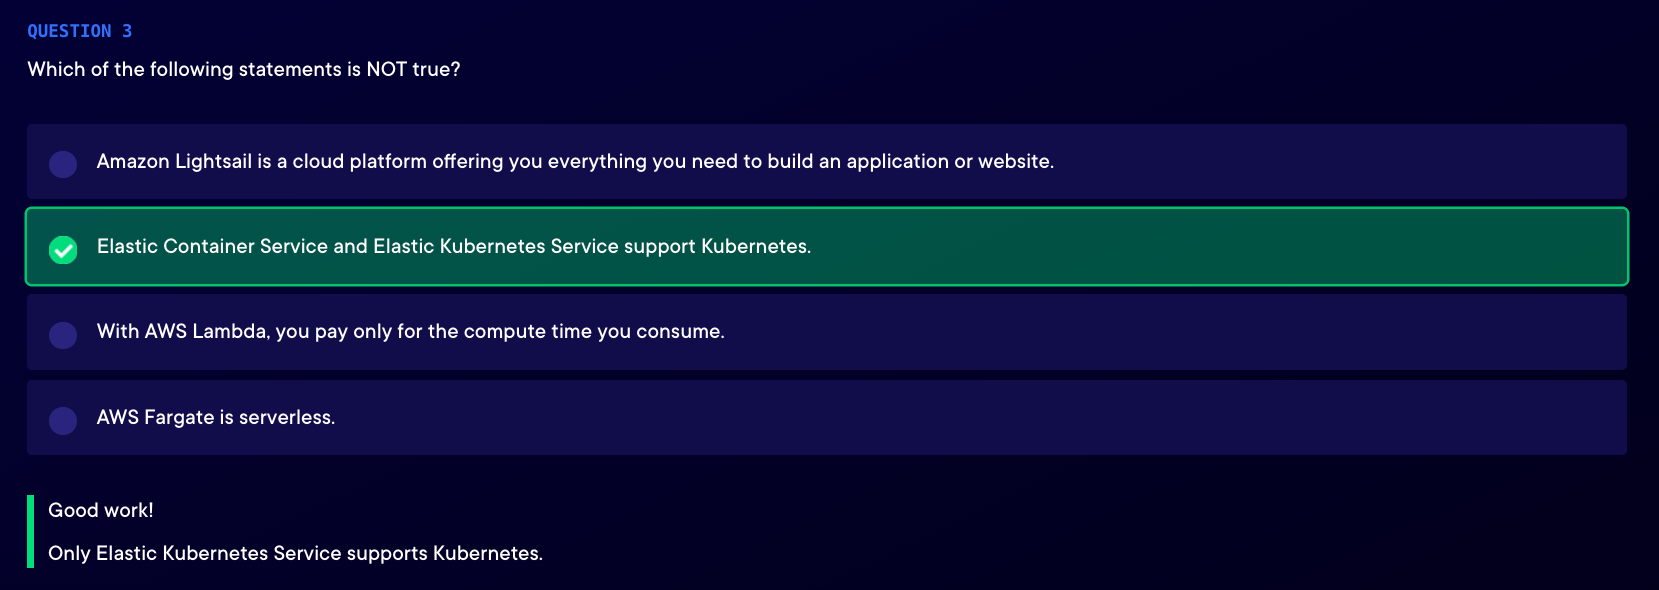 QUESTION 3
Which of the following statements is NOT true?
Amazon Lightsail is a cloud platform offering you everything you need to build an application or website.
Elastic Container Service and Elastic Kubernetes Service support Kubernetes.
With AWS Lambda, you pay only for the compute time you consume.
AWS Fargate is serverless.
Good work!
Only Elastic Kubernetes Service supports Kubernetes.